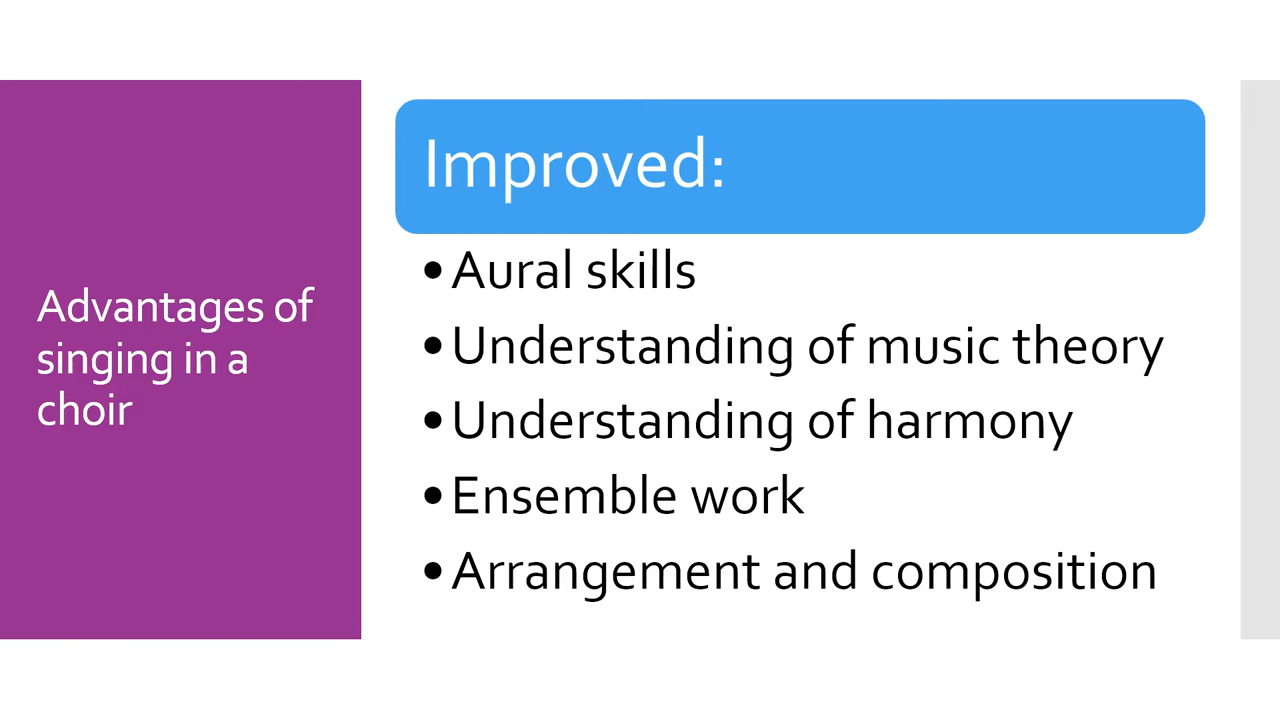 Advantages of
singing in a
choir
Improved:
•Aural skills
•Understanding of music theory
•Understanding of harmony
•Ensemble work
•Arrangement and composition